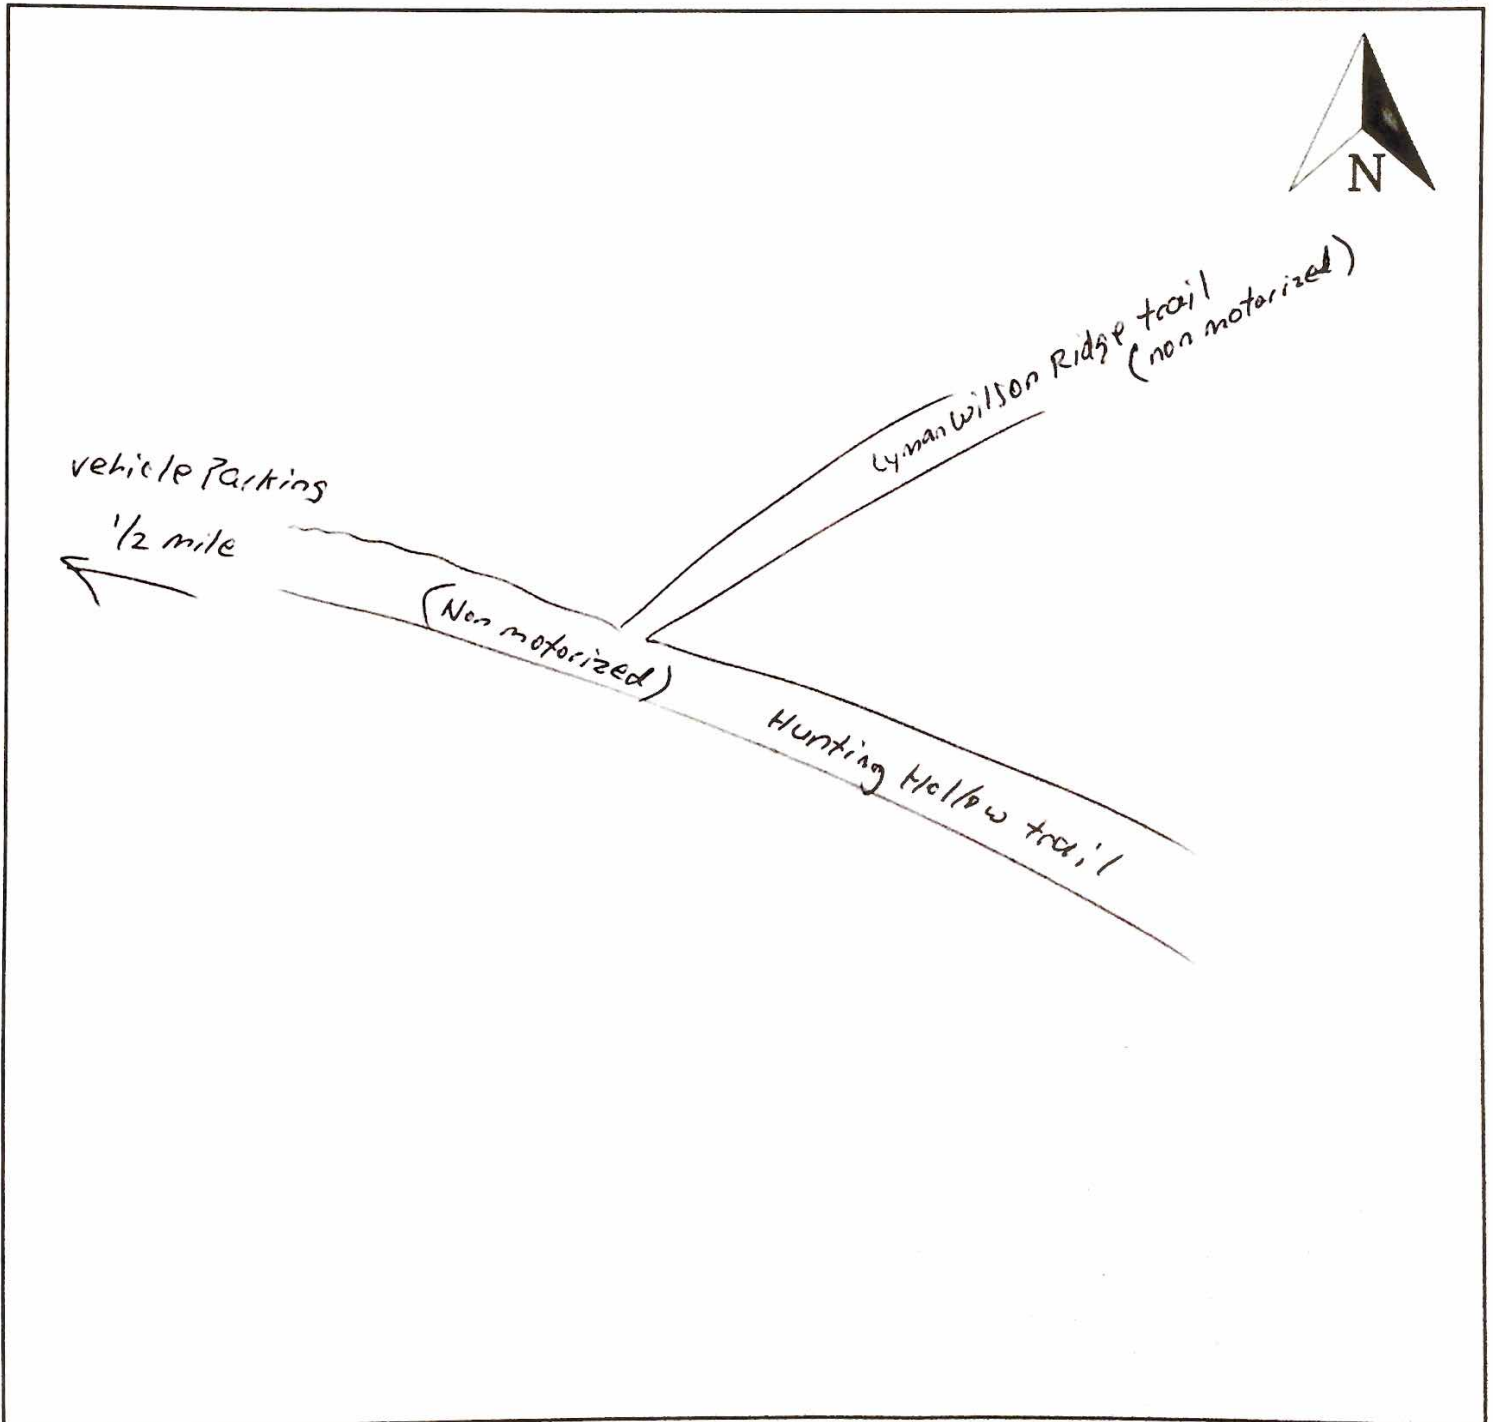 N
Lyman Wilson Ridge trail
(non motorized)
vehicle Parking
1/2 mile
(Non motorized)
Hunting Hollow trail